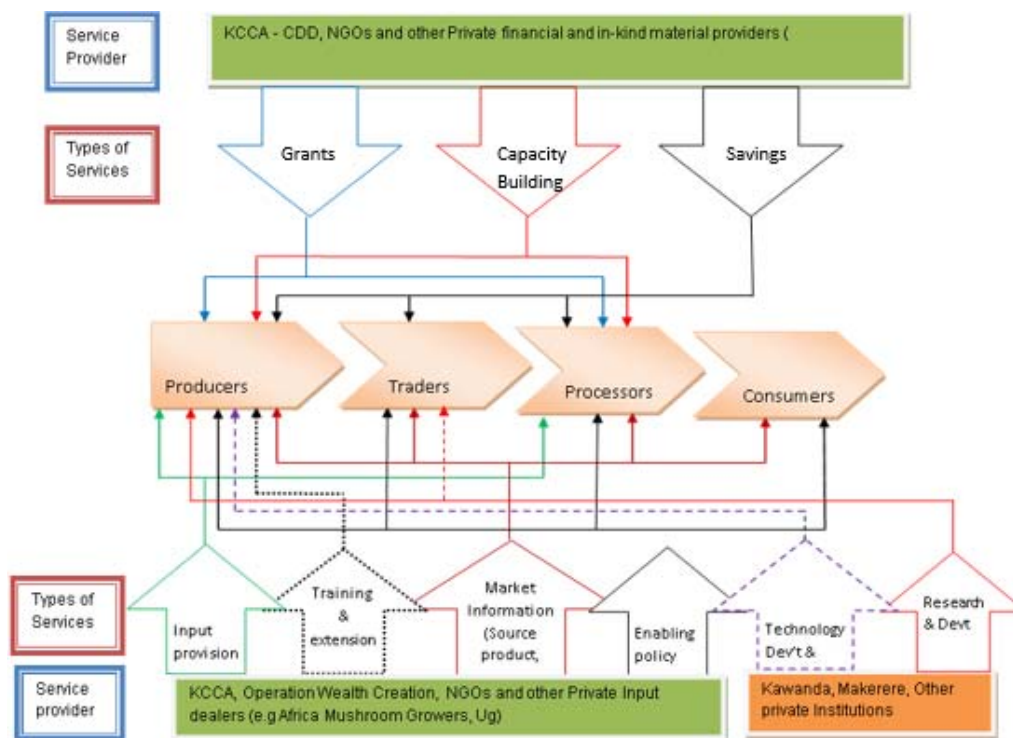 Service
Provider
KCCA - CDD, NGOs and other Private financial and in-kind material providers (
Types of
Services
Grants
Capacity
Building
Savings
Producers
Traders
Processors
Consumers
Types of
Services
Input
provision
Training
&
extension
Market
Information
(Source
product,
Enabling
policy
Technology
Dev't &
Research
& Devt
Service
provider
KCCA, Operation Wealth Creation, NGOs and other Private Input
dealers (e.g Africa Mushroom Growers, Ug)
Kawanda, Makerere, Other
private Institutions